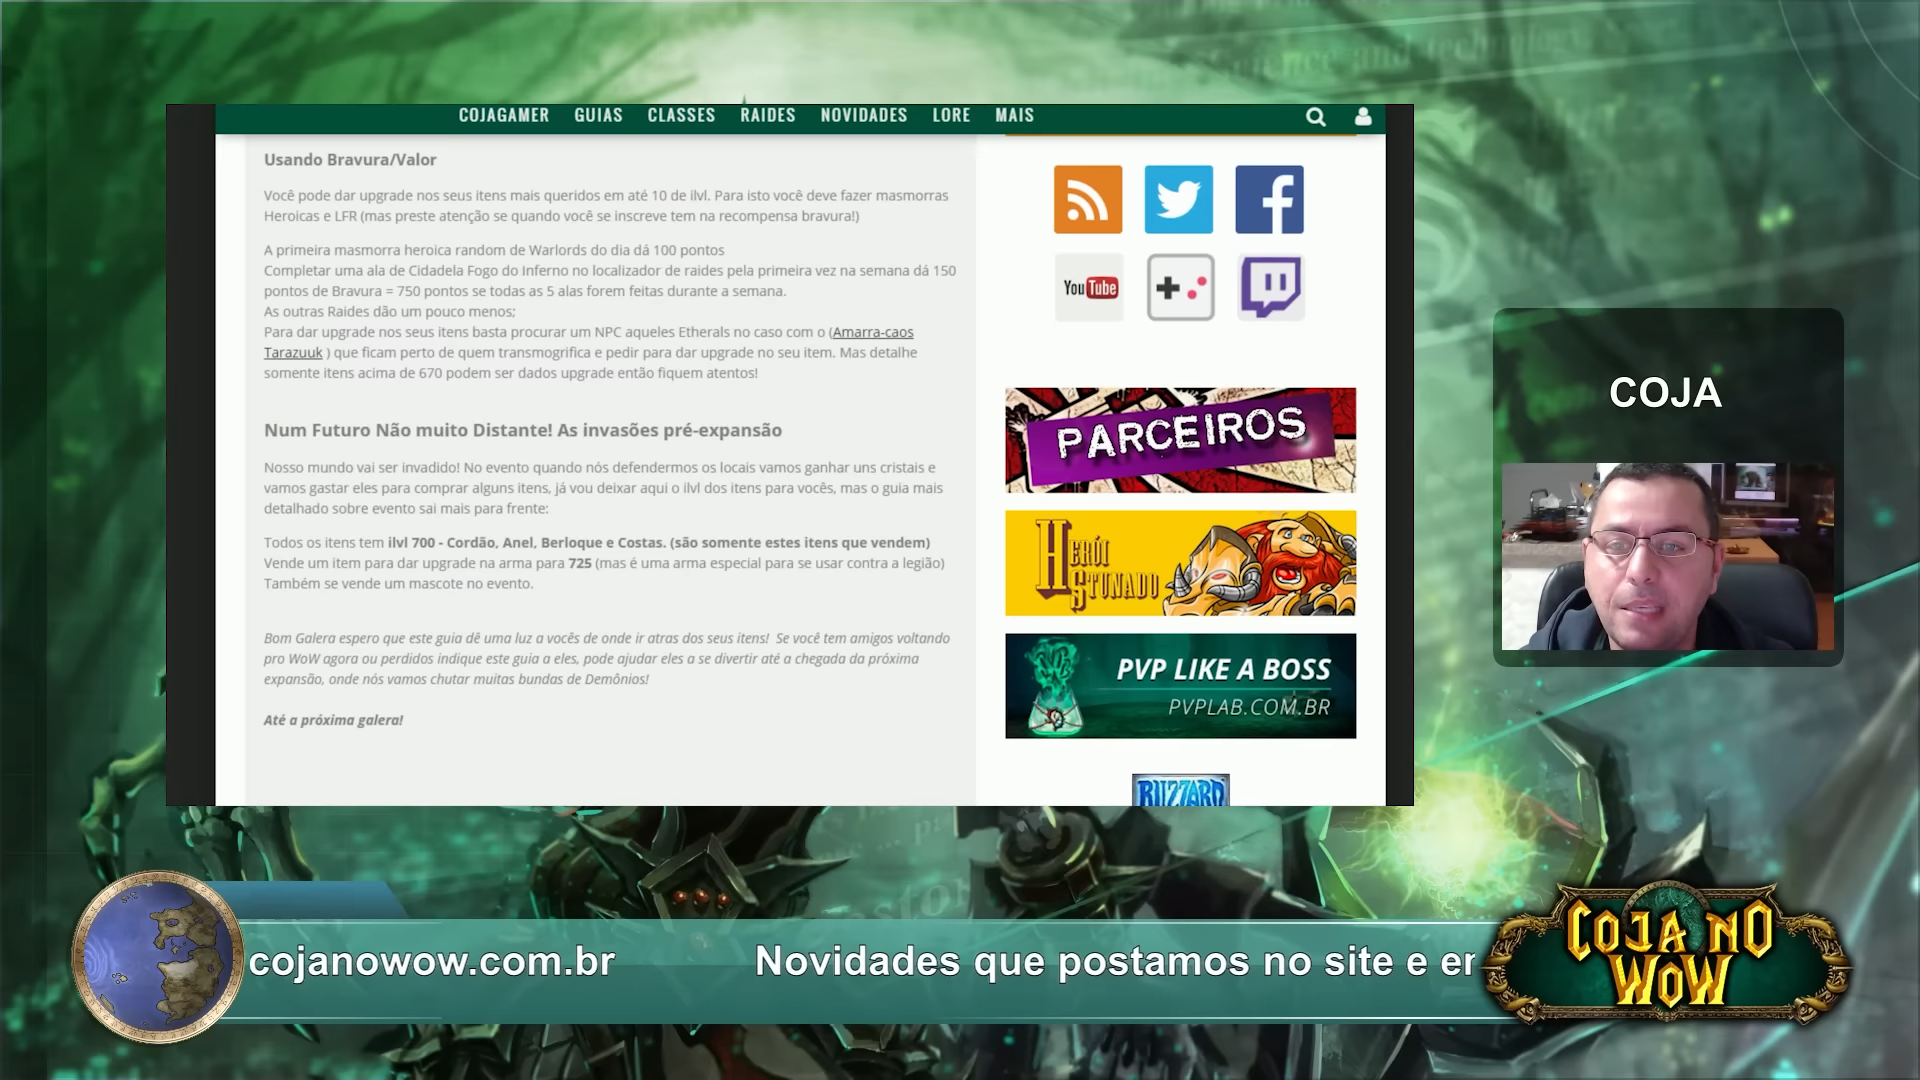 COJAGAMER GUIAS CLASSES RAIDES NOVIDADES LORE MAIS
Usando Bravura/Valor
Você pode dar upgrade nos seus itens mais queridos em até 10 de ilvl. Para isto você deve fazer masmorras
Heroicas e LFR (mas preste atenção se quando você se inscreve tem na recompensa bravura!)
A primeira masmorra heroica random de Warlords do dia dá 100 pontos
Completar uma ala de Cidadela Fogo do Inferno no localizador de raides pela primeira vez na semana dá 150
pontos de Bravura = 750 pontos se todas as 5 alas forem feitas durante a semana.
As outras Raides dão um pouco menos;
Para dar upgrade nos seus itens basta procurar um NPC aqueles Etherals no caso com o (Amarra-caos
Tarazuuk ) que ficam perto de quem transmogrifica e pedir para dar upgrade no seu item. Mas detalhe
somente itens acima de 670 podem ser dados upgrade então fiquem atentos!
Num Futuro Não muito Distante! As invasões pré-expansão
Nosso mundo vai ser invadido! No evento quando nós defendermos os locais vamos ganhar uns cristais e
vamos gastar eles para comprar alguns itens, já vou deixar aqui o ilvl dos itens para vocês, mas o guia mais
detalhado sobre evento sai mais para frente:
Todos os itens tem ilvl 700 - Cordão, Anel, Berloque e Costas. (são somente estes itens que vendem)
Vende um item para dar upgrade na arma para 725 (mas é uma arma especial para se usar contra a legião)
Também se vende um mascote no evento.
Bom Galera espero que este guia dê uma luz a vocês de onde ir atras dos seus itens! Se você tem amigos voltando
pro WoW agora ou perdidos indique este guia a eles, pode ajudar eles a se divertir até a chegada da próxima
expansão, onde nós vamos chutar muitas bundas de Demônios!
Até a próxima galera!
You Tube
PARCEIROS
HERÓI
STUNADO
PVP LIKE A BOSS
PVPLAB.COM.BR
BLIZZARD
COJA
cojanowow.com.br Novidades que postamos no site e er
COJA NO
WOW
science and technology